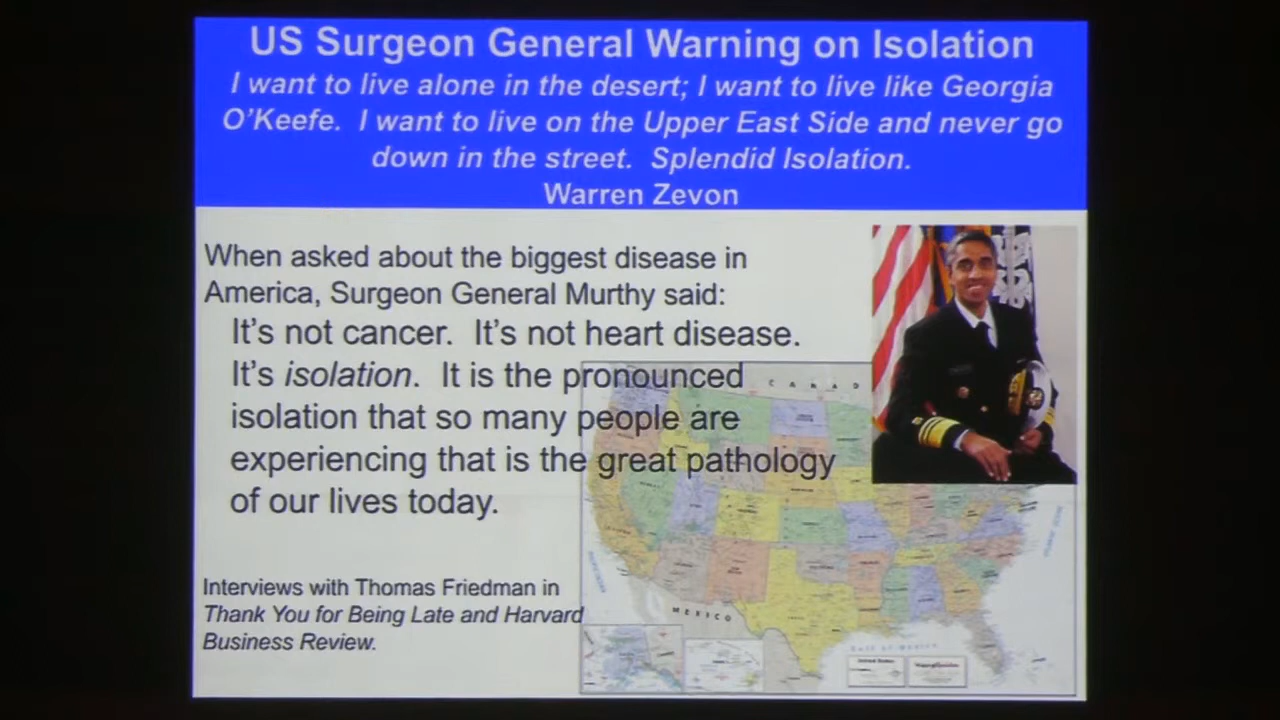 US Surgeon General Warning on Isolation
I want to live alone in the desert; I want to live like Georgia
O'Keefe.  I want to live on the Upper East Side and never go
down in the street.  Splendid Isolation.
Warren Zevon
When asked about the biggest disease in
America, Surgeon General Murthy said:
It's not cancer.  It's not heart disease.
It's isolation.  It is the pronounced
isolation that so many people are
experiencing that is the great pathology
of our lives today.
Interviews with Thomas Friedman in
Thank You for Being Late and Harvard
Business Review.
CANAD
MEXICO
Gulf of Mexico